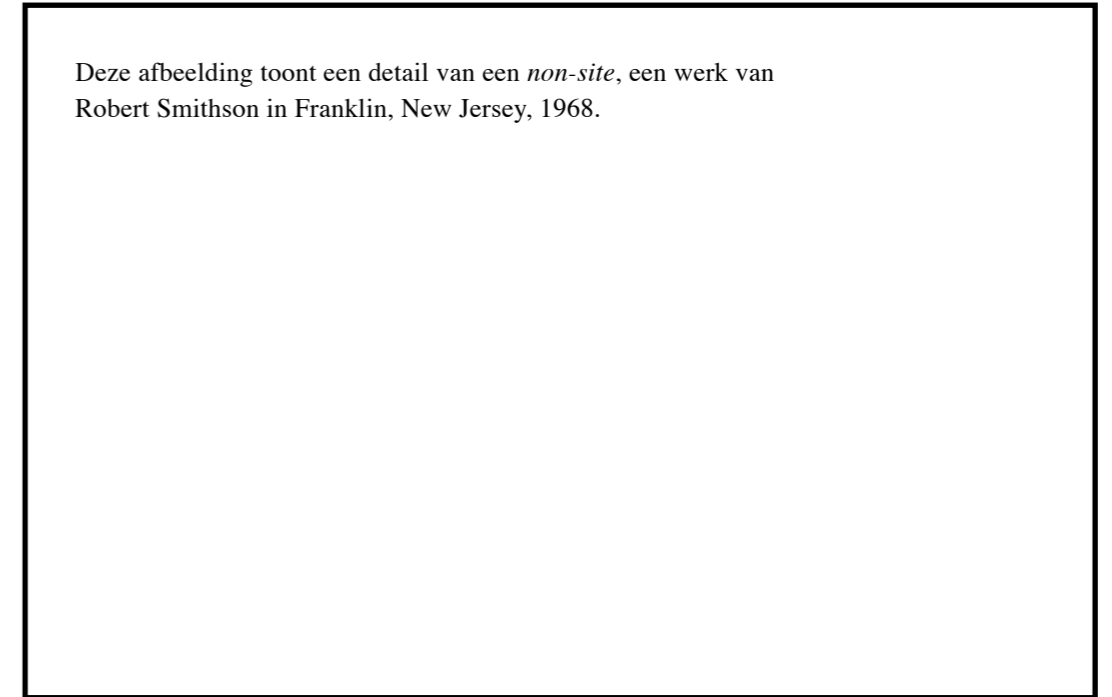 Deze afbeelding toont een detail van een non-site, een werk van
Robert Smithson in Franklin, New Jersey, 1968.